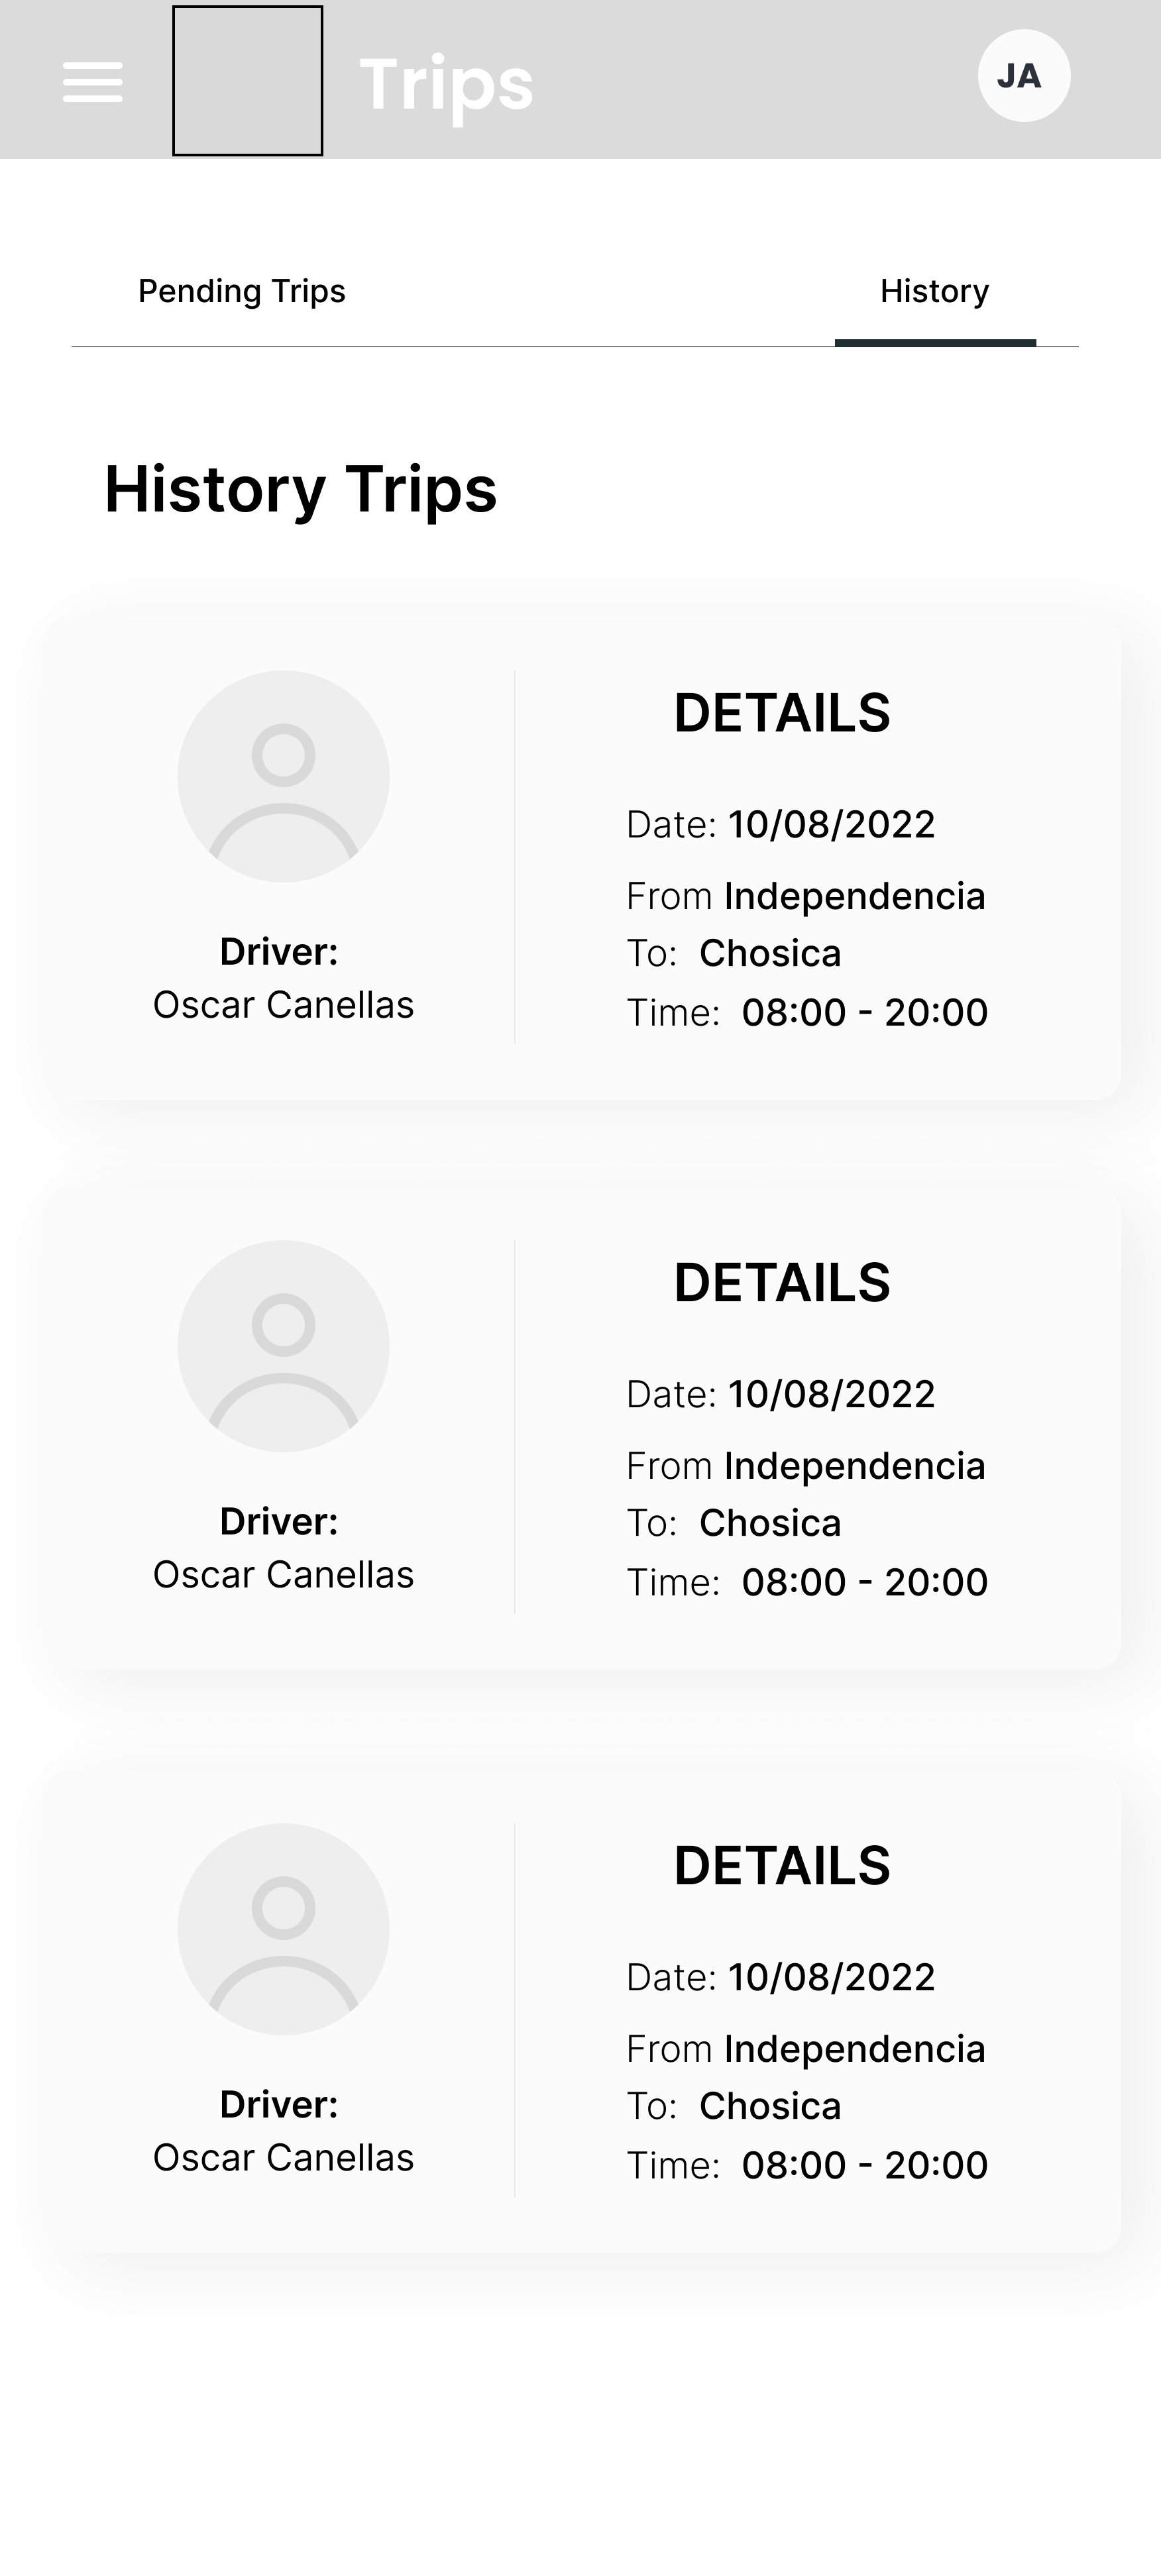 Trips
JA
Pending Trips
History
History Trips
DETAILS
Date: 10/08/2022
From Independencia
To: Chosica
Time: 08:00 - 20:00
Driver:
Oscar Canellas
DETAILS
Date: 10/08/2022
From Independencia
To: Chosica
Time: 08:00 - 20:00
Driver:
Oscar Canellas
DETAILS
Date: 10/08/2022
From Independencia
To: Chosica
Time: 08:00 - 20:00
Driver:
Oscar Canellas